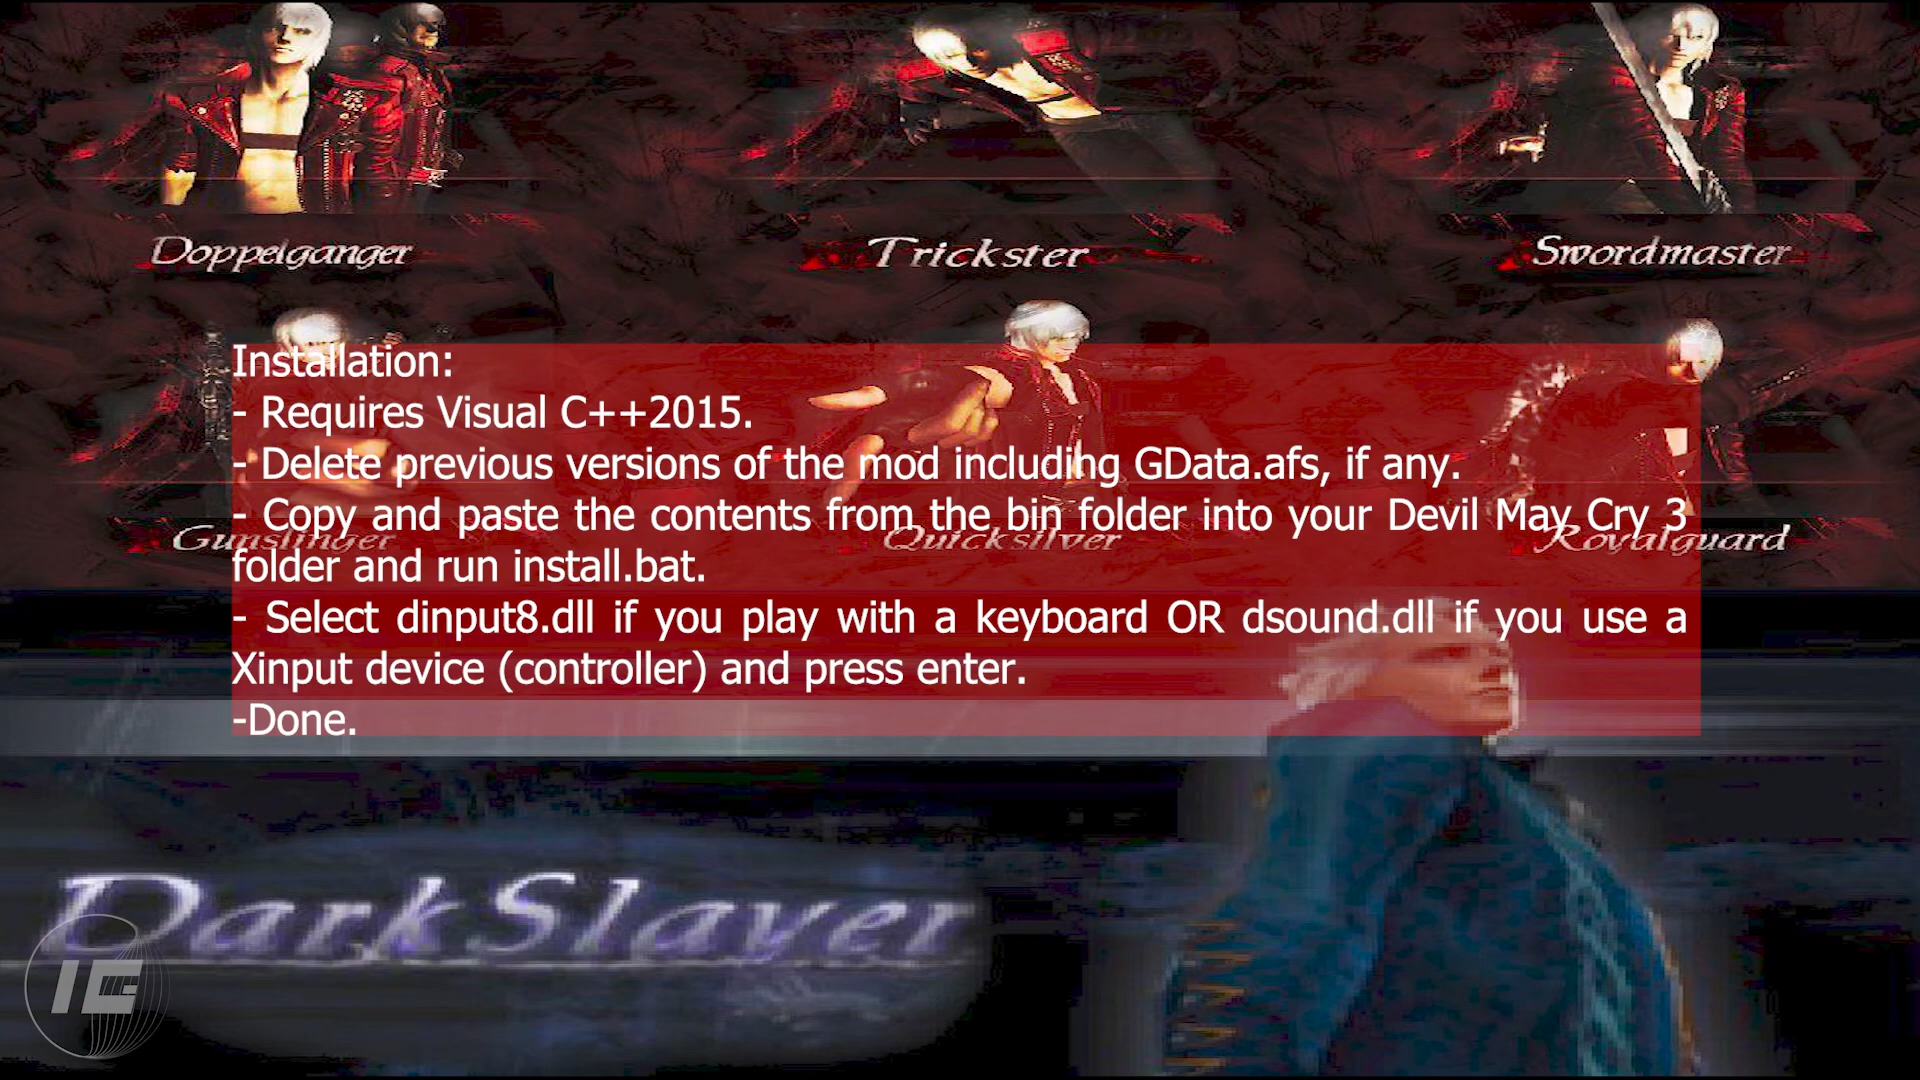 Doppelganger
Trickster
Swordmaster
Installation:
- Requires Visual C++2015.
- Delete previous versions of the mod including GData.afs, if any.
- Copy and paste the contents from the bin folder into your Devil May Cry 3
folder and run install.bat.
Gunslinger
Quicksilver
Royalguard
- Select dinput8.dll if you play with a keyboard OR dsound.dll if you use a
Xinput device (controller) and press enter.
-Done.
DarkSlayer
IG